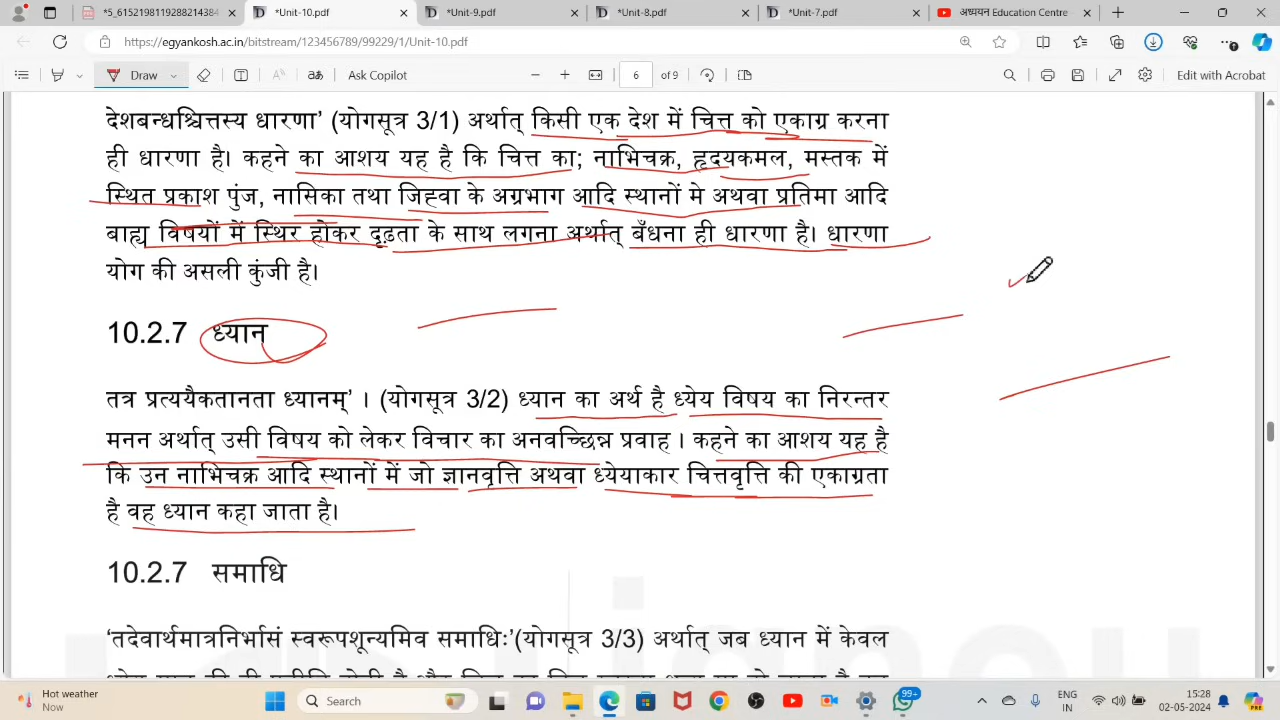 *5_6152198119288214384
*Unit-10.pdf
*Unit-9.pdf
*Unit-8.pdf
*Unit-7.pdf
अध्ययन Education Centre -
https://egyankosh.ac.in/bitstream/123456789/99229/1/Unit-10.pdf
Draw
Ask Copilot
6 of 9
Edit with Acrobat
देशबन्धश्चित्तस्य धारणा’ (योगसूत्र 3/1) अर्थात् किसी एक देश में चित्त को एकाग्र करना
ही धारणा है। कहने का आशय यह है कि चित्त का; नाभिचक्र, हृदयकमल, मस्तक में
स्थित प्रकाश पुंज, नासिका तथा जिह्वा के अग्रभाग आदि स्थानों मे अथवा प्रतिमा आदि
बाह्य विषयों में स्थिर होकर दृढ़ता के साथ लगना अर्थात् बँधना ही धारणा है। धारणा
योग की असली कुंजी है।
10.2.7 ध्यान
तत्र प्रत्ययैकतानता ध्यानम्’ । (योगसूत्र 3/2) ध्यान का अर्थ है ध्येय विषय का निरन्तर
मनन अर्थात् उसी विषय को लेकर विचार का अनवच्छिन्न प्रवाह । कहने का आशय यह है
कि उन नाभिचक्र आदि स्थानों में जो ज्ञानवृत्ति अथवा ध्येयाकार चित्तवृत्ति की एकाग्रता
है वह ध्यान कहा जाता है।
10.2.7 समाधि
‘तदेवार्थमात्रनिर्भासं स्वरूपशून्यमिव समाधिः’(योगसूत्र 3/3) अर्थात् जब ध्यान में केवल
Hot weather
Now
Search
99+
ENG
IN
15:28
02-05-2024